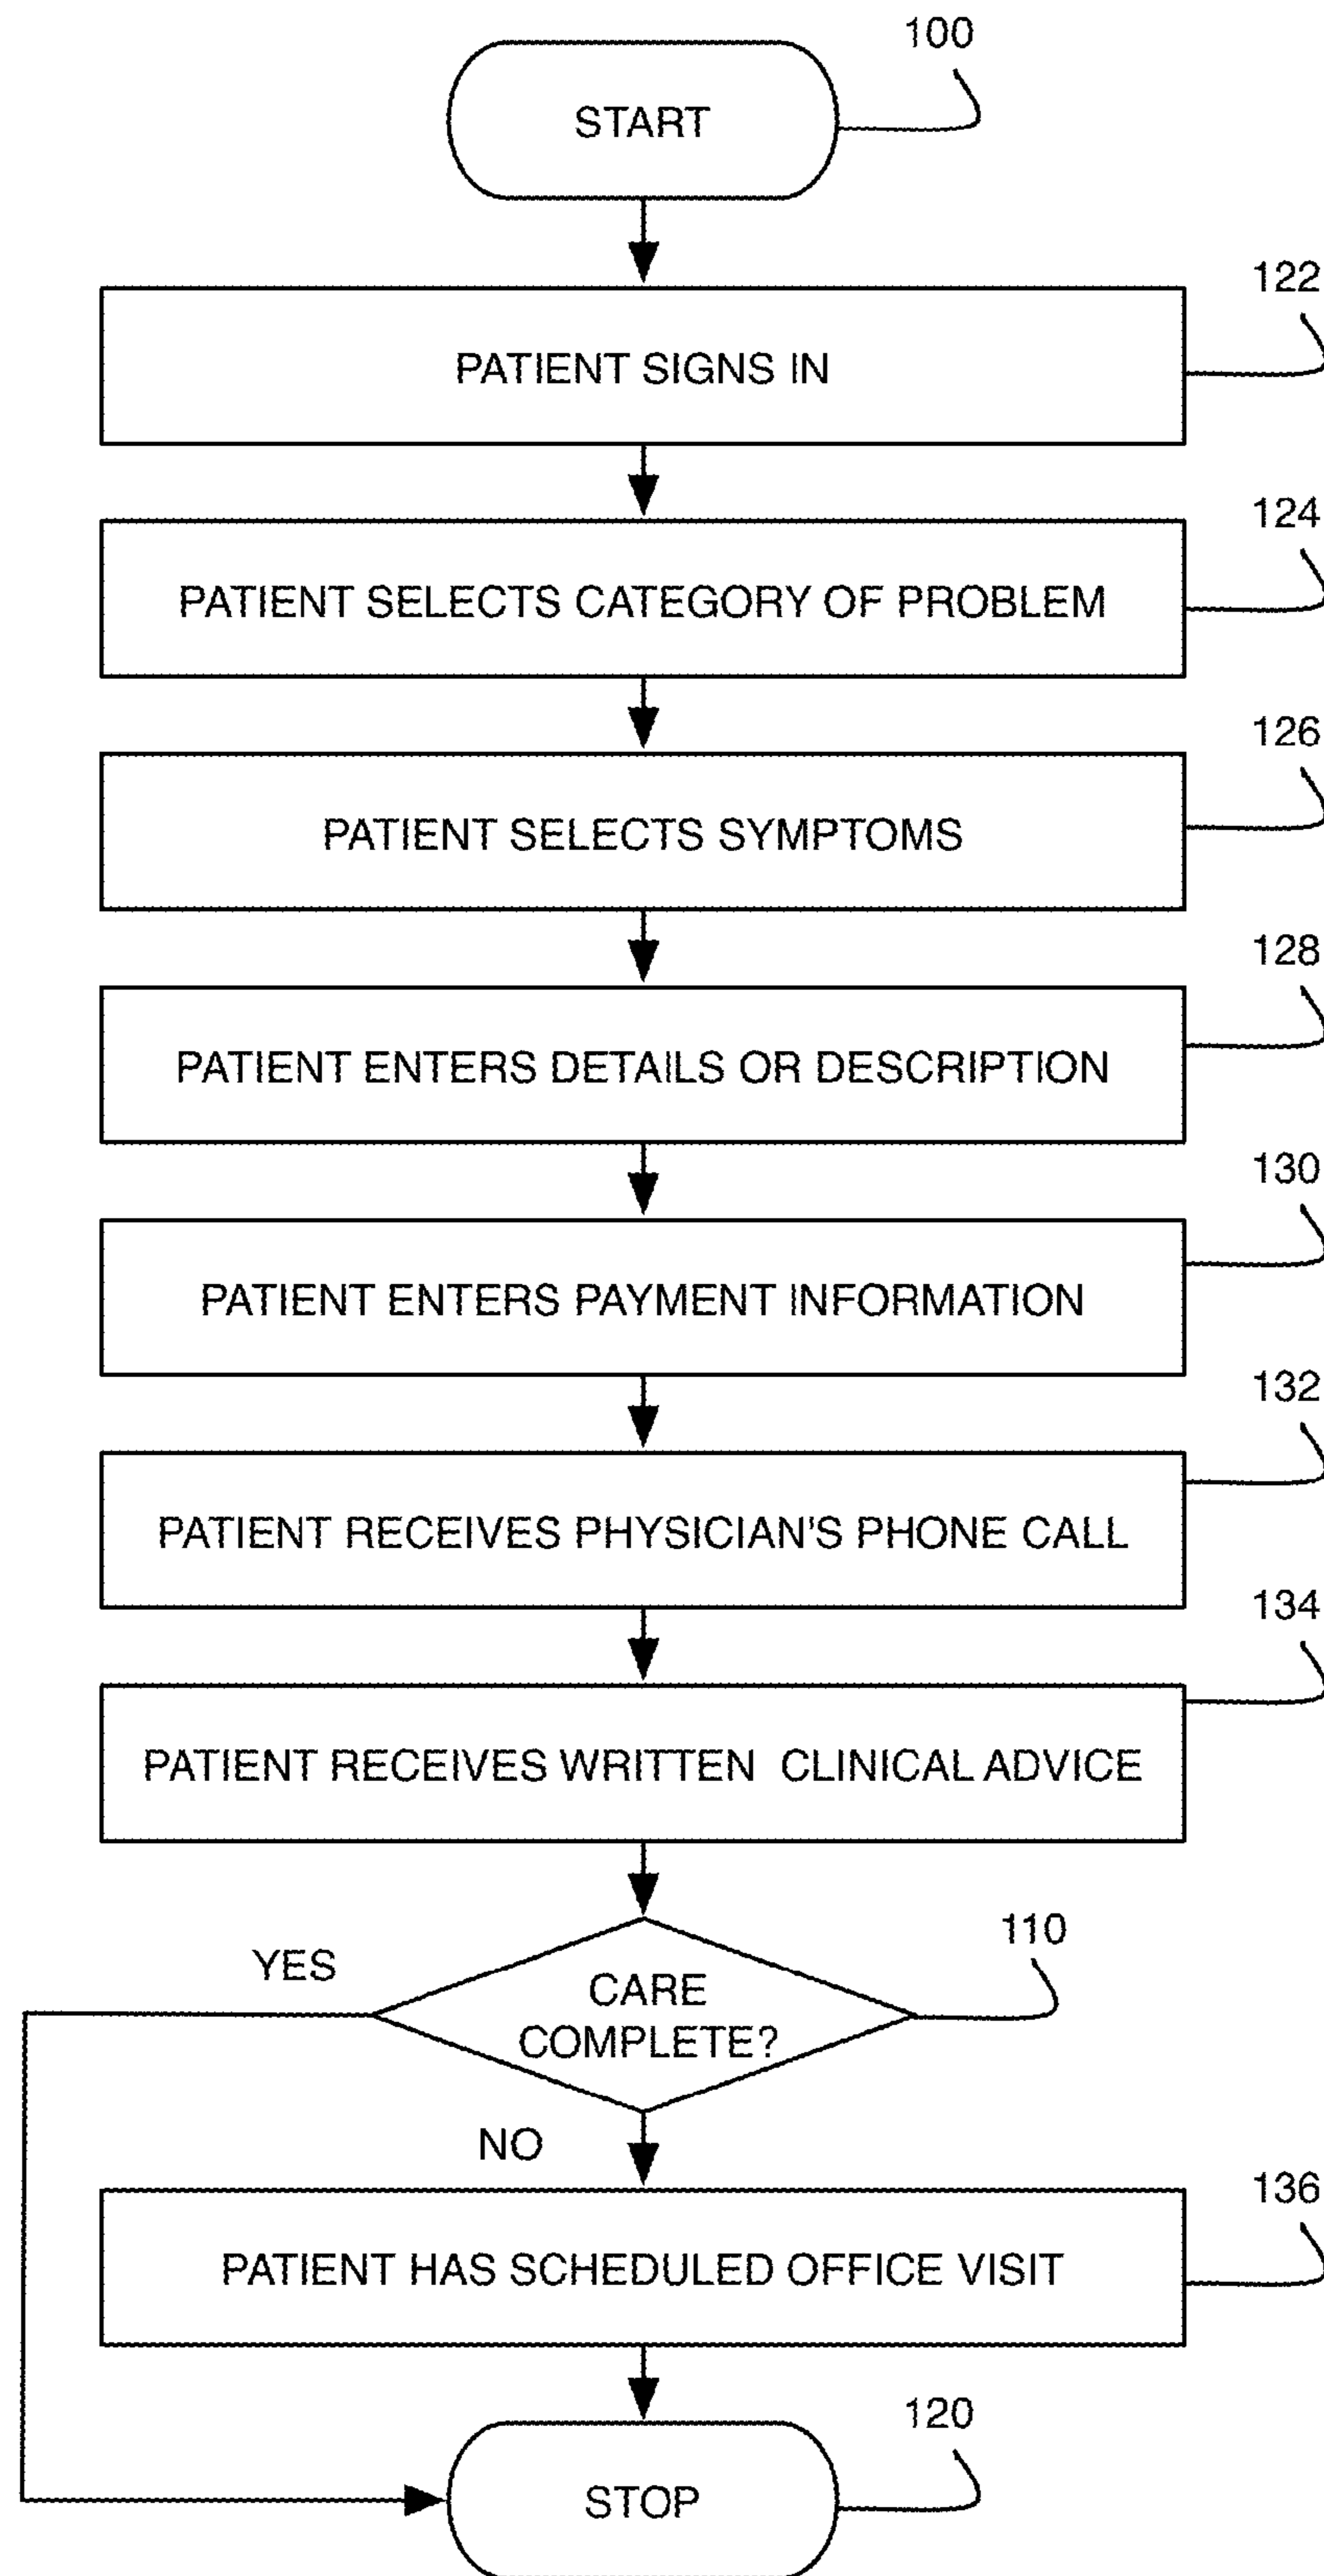 100
START
122
PATIENT SIGNS IN
124
PATIENT SELECTS CATEGORY OF PROBLEM
126
PATIENT SELECTS SYMPTOMS
128
PATIENT ENTERS DETAILS OR DESCRIPTION
130
PATIENT ENTERS PAYMENT INFORMATION
132
PATIENT RECEIVES PHYSICIAN'S PHONE CALL
134
PATIENT RECEIVES WRITTEN CLINICAL ADVICE
110
YES
CARE
COMPLETE?
NO
136
PATIENT HAS SCHEDULED OFFICE VISIT
120
STOP